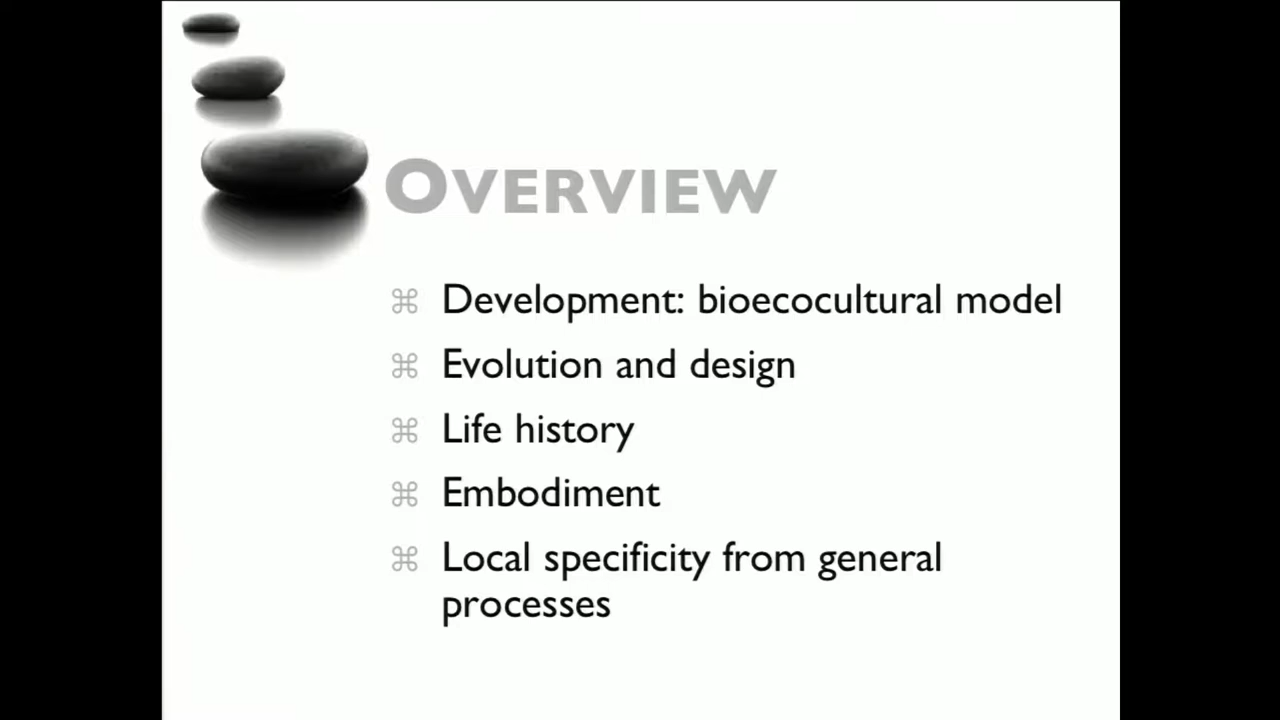 OVERVIEW
⌘ Development: bioecocultural model
⌘ Evolution and design
⌘ Life history
⌘ Embodiment
⌘ Local specificity from general
processes